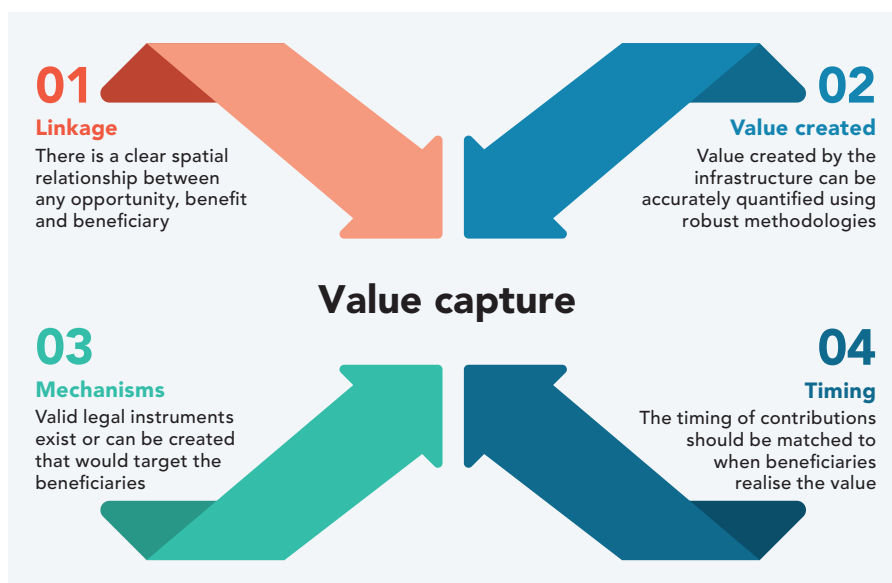 01
Linkage
There is a clear spatial
relationship between
any opportunity, benefit
and beneficiary
02
Value created
Value created by the
infrastructure can be
accurately quantified using
robust methodologies
Value capture
03
Mechanisms
Valid legal instruments
exist or can be created
that would target the
beneficiaries
04
Timing
The timing of contributions
should be matched to
when beneficiaries
realise the value